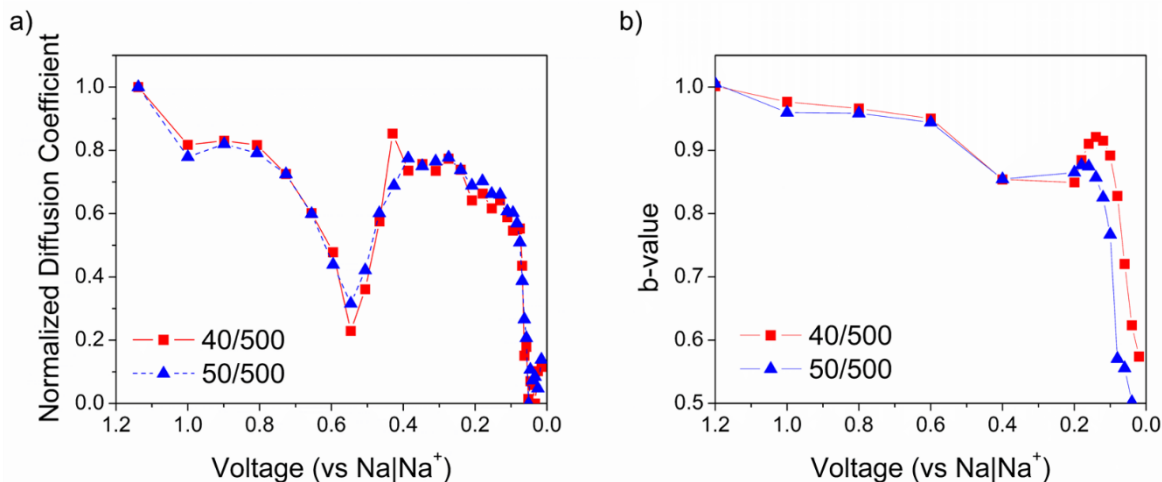 a)
Normalized Diffusion Coefficient
1.0
0.8
0.6
0.4
0.2
0.0
40/500
50/500
1.2 1.0 0.8 0.6 0.4 0.2 0.0
Voltage (vs Na|Na⁺)
b)
b-value
1.0
0.9
0.8
0.7
0.6
0.5
40/500
50/500
1.2 1.0 0.8 0.6 0.4 0.2 0.0
Voltage (vs Na|Na⁺)